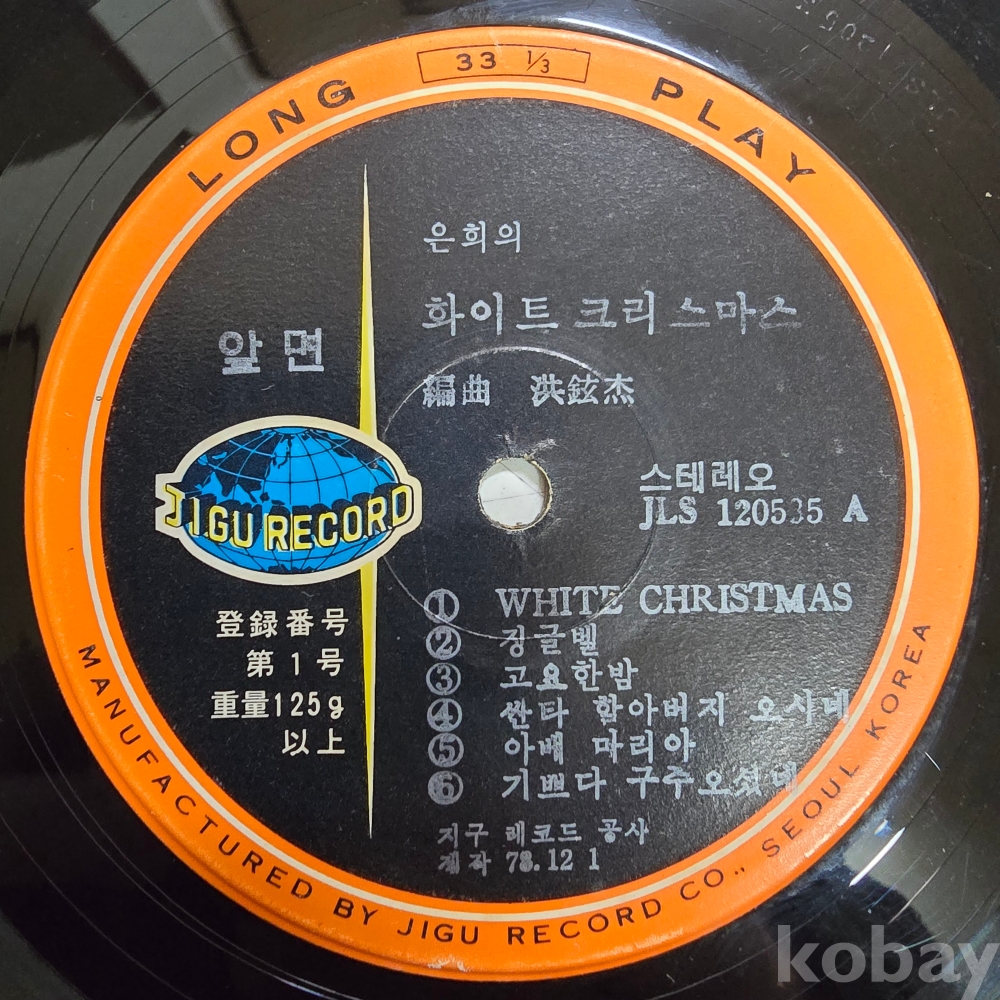 LONG PLAY
33 1/3
은희의
화이트 크리스마스
앞면
編曲 洪鉉杰
스테레오
JLS 120535 A
JIGU RECORD
① WHITE CHRISTMAS
② 징글벨
③ 고요한밤
④ 싼타 할아버지 오시네
⑤ 아베 마리아
⑥ 기쁘다 구주오셨네
登録番号
第1号
重量125g
以上
지구 레코드 공사
제작 73.12 1
MANUFACTURED BY JIGU RECORD CO., SEOUL KOREA
kobay